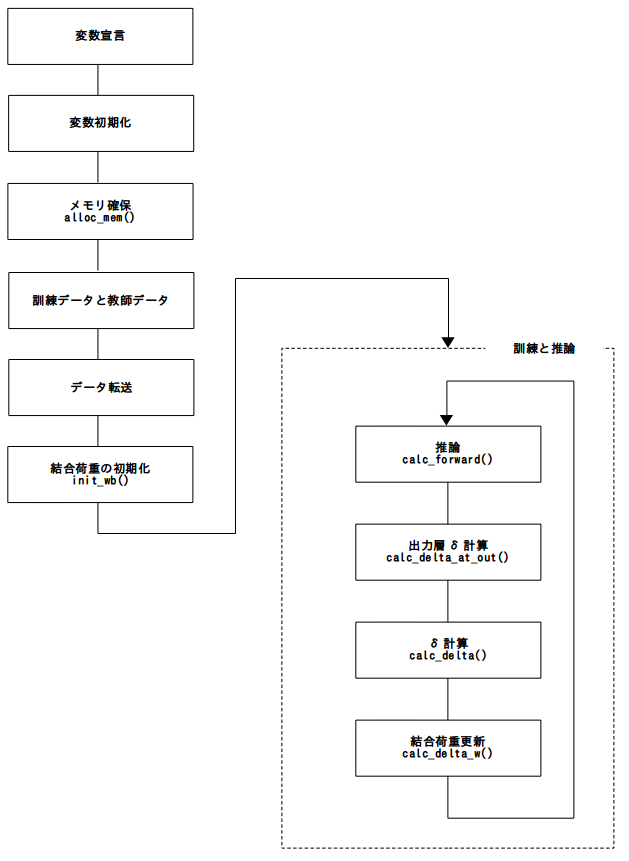 変数宣言
変数初期化
メモリ確保
alloc_mem()
訓練データと教師データ
データ転送
結合荷重の初期化
init_wb()
訓練と推論
推論
calc_forward()
出力層 δ 計算
calc_delta_at_out()
δ 計算
calc_delta()
結合荷重更新
calc_delta_w()